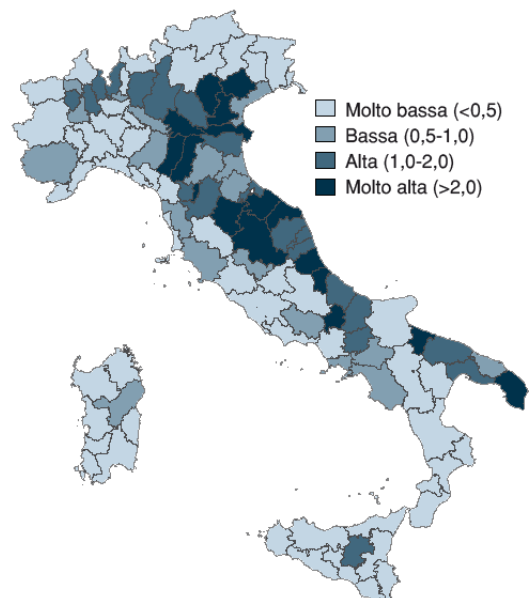 Molto bassa (<0,5)
Bassa (0,5-1,0)
Alta (1,0-2,0)
Molto alta (>2,0)